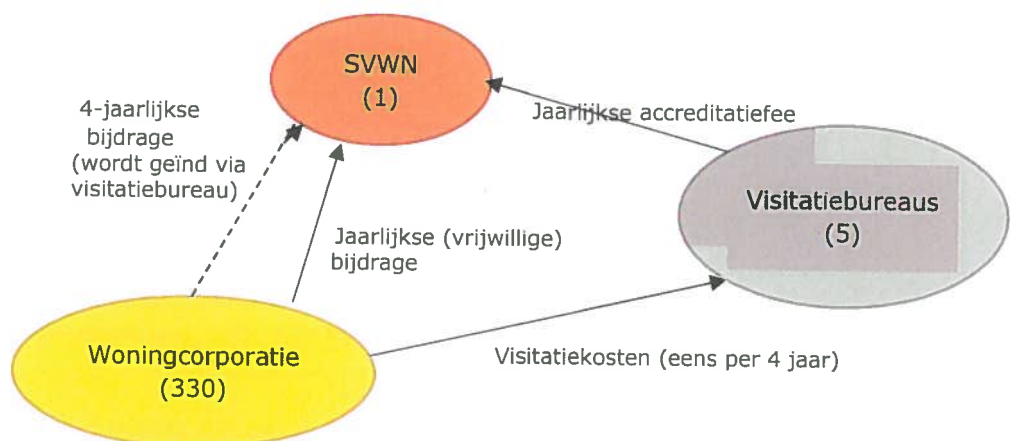 SVWN
(1)
4-jaarlijkse
bijdrage
(wordt geïnd via
visitatiebureau)
Jaarlijkse accreditatiefee
Visitatiebureaus
(5)
Jaarlijkse (vrijwillige)
bijdrage
Woningcorporatie
(330)
Visitatiekosten (eens per 4 jaar)